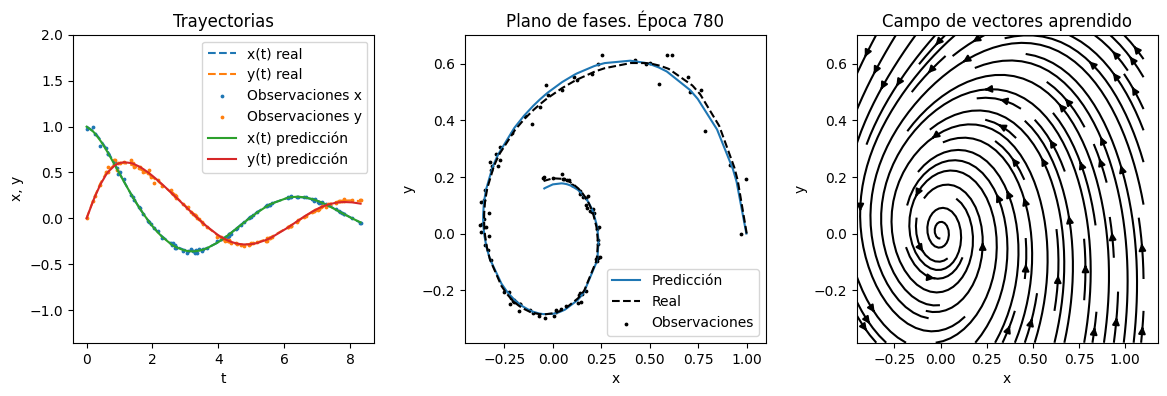 Trayectorias
2.0
1.5
1.0
0.5
0.0
−0.5
−1.0
x, y
0
2
4
6
8
t
x(t) real
y(t) real
Observaciones x
Observaciones y
x(t) predicción
y(t) predicción
Plano de fases. Época 780
0.6
0.4
0.2
0.0
−0.2
y
−0.25
0.00
0.25
0.50
0.75
1.00
x
Predicción
Real
Observaciones
Campo de vectores aprendido
0.6
0.4
0.2
0.0
−0.2
y
−0.25
0.00
0.25
0.50
0.75
1.00
x